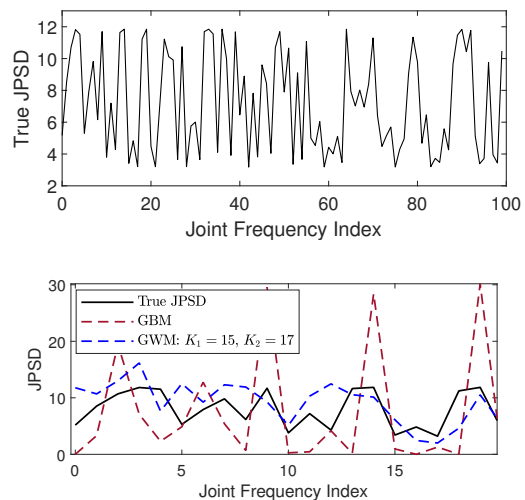 12
10
8
6
4
2
True JPSD
0
20
40
60
80
100
Joint Frequency Index
30
20
10
0
JPSD
True JPSD
GBM
GWM: K₁ = 15, K₂ = 17
0
5
10
15
Joint Frequency Index